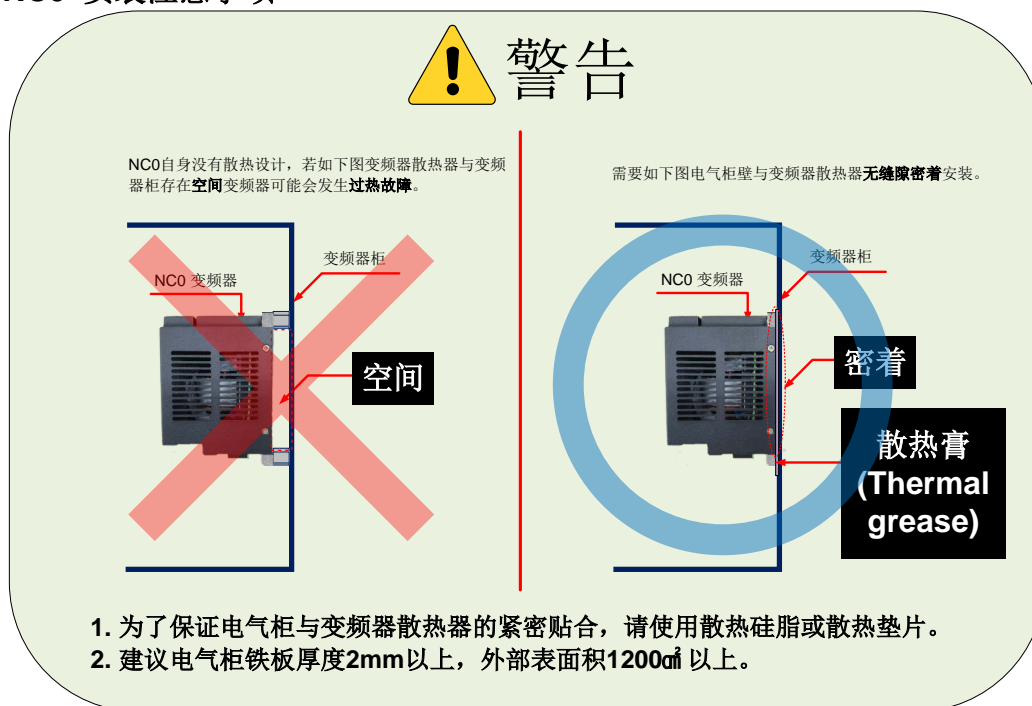 警告
NC0自身没有散热设计，若如下图变频器散热器与变频
器柜存在空间变频器可能会发生过热故障。
变频器柜
NC0 变频器
空间
需要如下图电气柜壁与变频器散热器无缝隙密着安装。
变频器柜
NC0 变频器
密着
散热膏
(Thermal
grease)
1. 为了保证电气柜与变频器散热器的紧密贴合，请使用散热硅脂或散热垫片。
2. 建议电气柜铁板厚度2mm以上，外部表面积1200㎠ 以上。